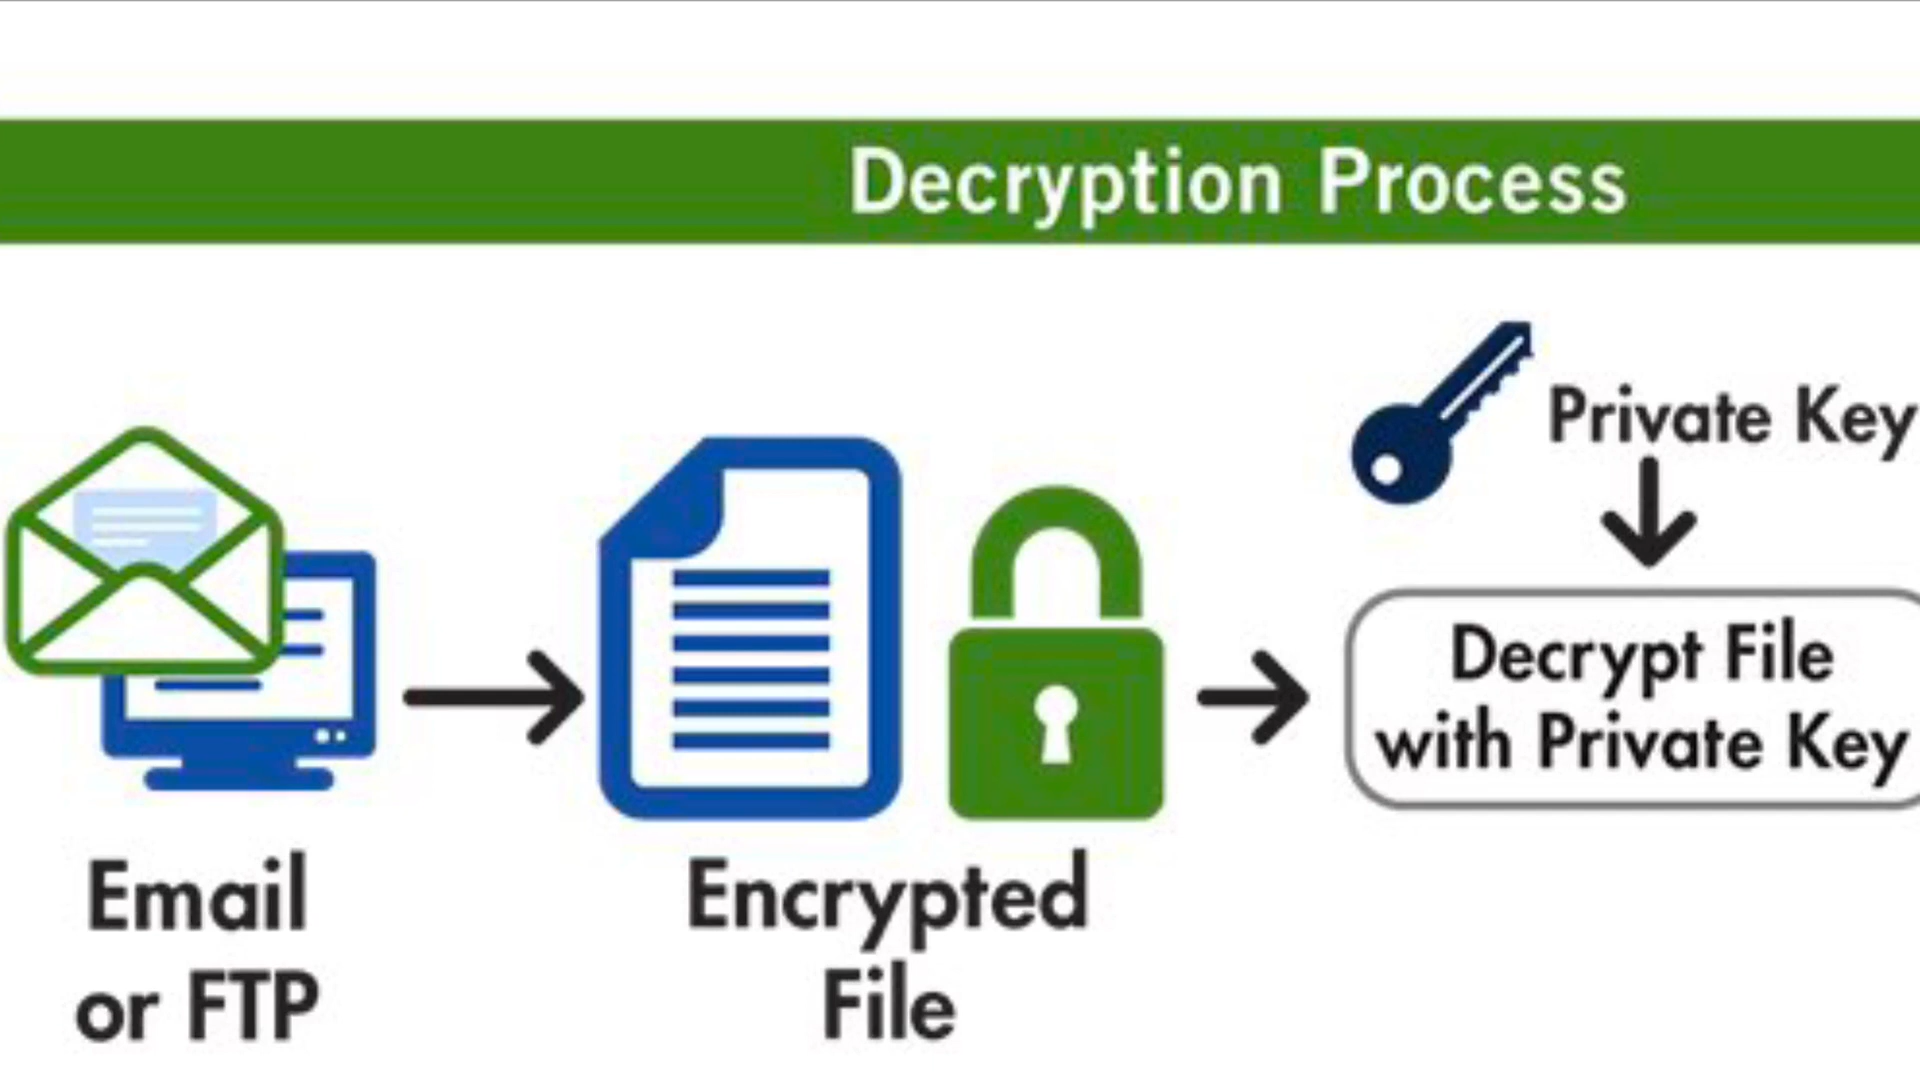 Decryption Process
Private Key
Decrypt File
with Private Key
Email
or FTP
Encrypted
File